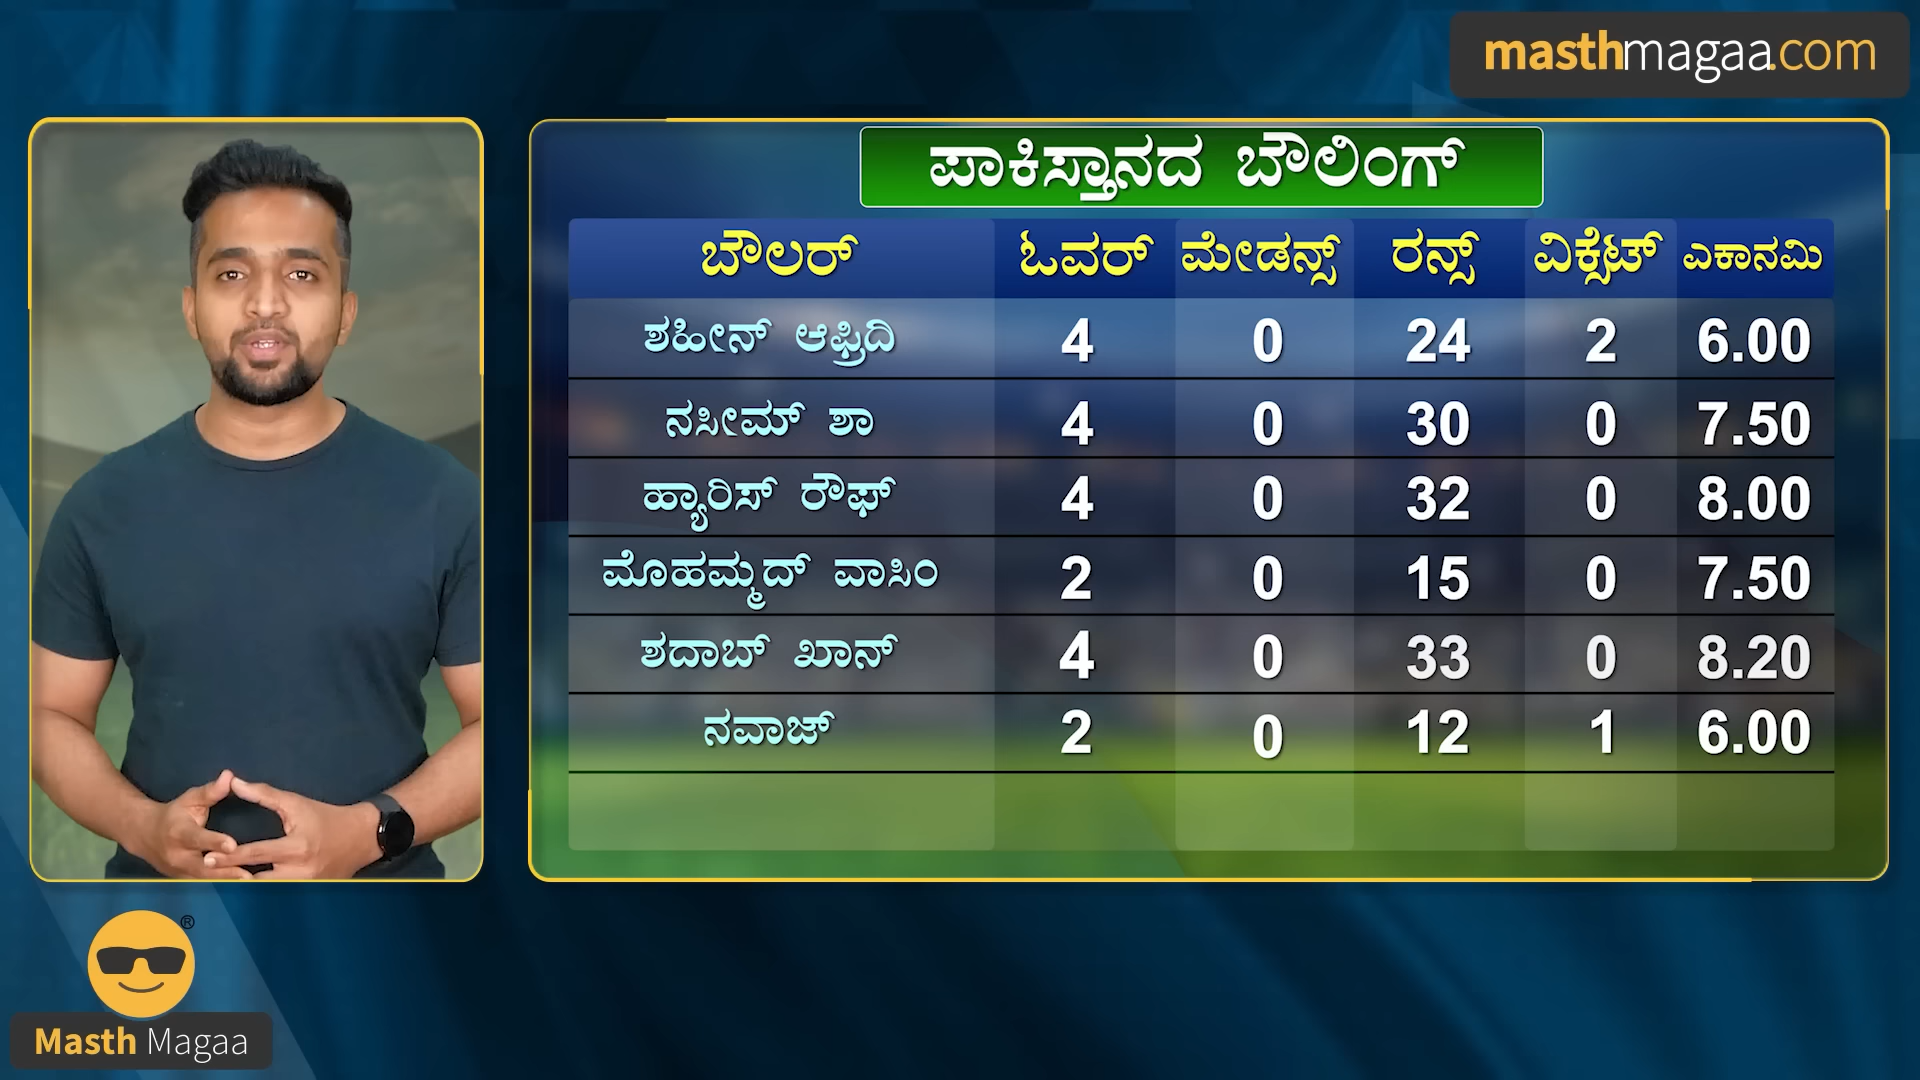 masthmagaa.com
ಪಾಕಿಸ್ತಾನದ ಬೌಲಿಂಗ್
ಬೌಲರ್ ಓವರ್ ಮೇಡನ್ಸ್ ರನ್ಸ್ ವಿಕ್ಸೆಟ್ ಎಕಾನಮಿ
ಶಹೀನ್ ಆಫ್ರಿದಿ 4 0 24 2 6.00
ನಸೀಮ್ ಶಾ 4 0 30 0 7.50
ಹ್ಯಾರಿಸ್ ರೌಫ್ 4 0 32 0 8.00
ಮೊಹಮ್ಮದ್ ವಾಸಿಂ 2 0 15 0 7.50
ಶದಾಬ್ ಖಾನ್ 4 0 33 0 8.20
ನವಾಜ್ 2 0 12 1 6.00
®
Masth Magaa